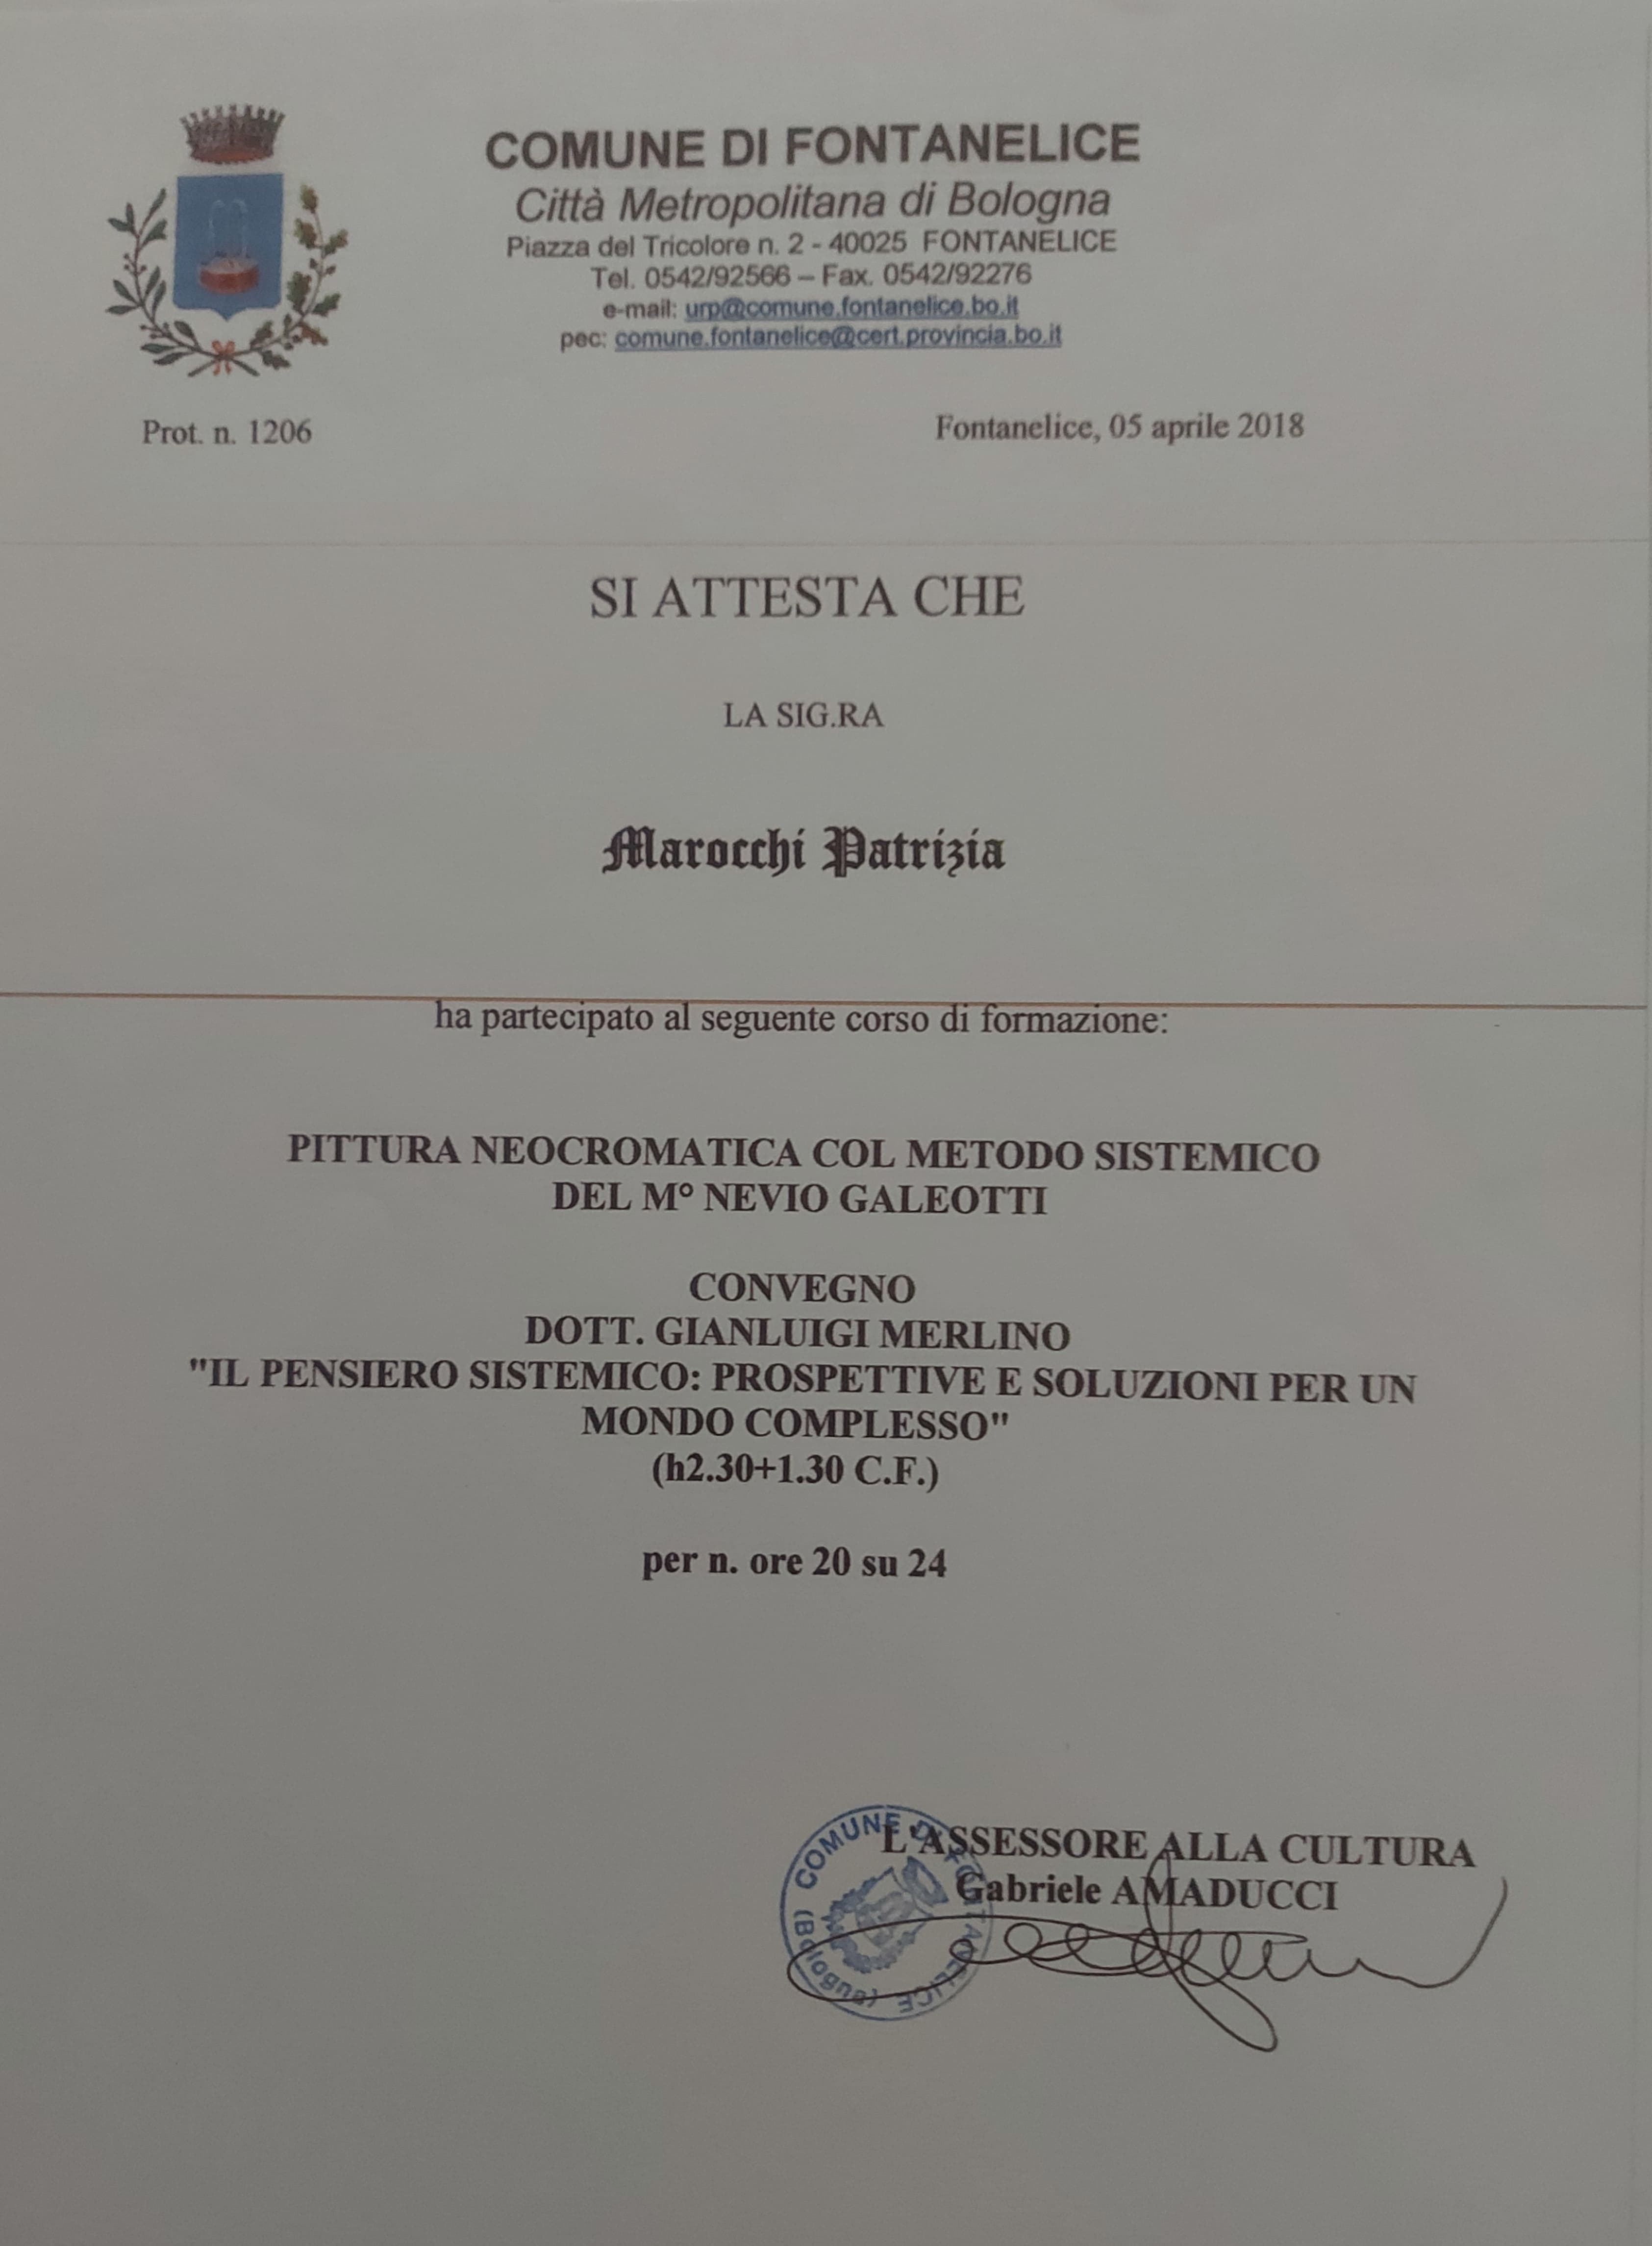 COMUNE DI FONTANELICE
Città Metropolitana di Bologna
Piazza del Tricolore n. 2 - 40025 FONTANELICE
Tel. 0542/92566 – Fax. 0542/92276
e-mail: urp@comune.fontanelice.bo.it
pec: comune.fontanelice@cert.provincia.bo.it
Prot. n. 1206
Fontanelice, 05 aprile 2018
SI ATTESTA CHE
LA SIG.RA
Marocchi Patrizia
ha partecipato al seguente corso di formazione:
PITTURA NEOCROMATICA COL METODO SISTEMICO
DEL M° NEVIO GALEOTTI
CONVEGNO
DOTT. GIANLUIGI MERLINO
"IL PENSIERO SISTEMICO: PROSPETTIVE E SOLUZIONI PER UN
MONDO COMPLESSO"
(h2.30+1.30 C.F.)
per n. ore 20 su 24
L'ASSESSORE ALLA CULTURA
Gabriele AMADUCCI
COMUNE DI FONTANELICE
(Bologna)